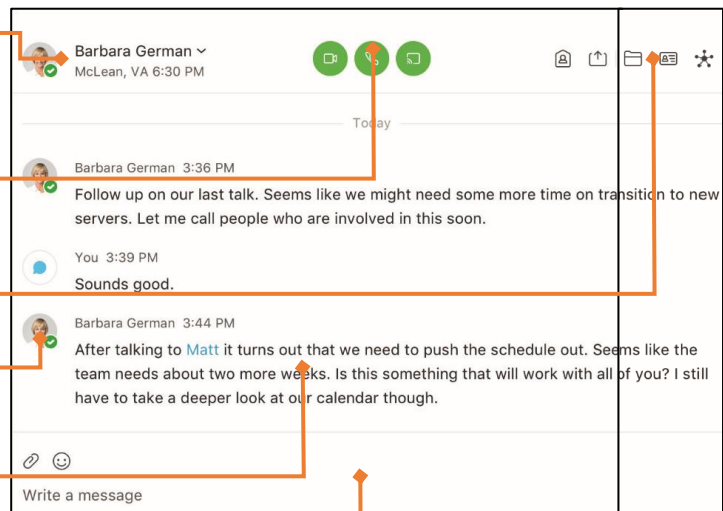 Barbara German
McLean, VA 6:30 PM
Today
Barbara German 3:36 PM
Follow up on our last talk. Seems like we might need some more time on transition to new
servers. Let me call people who are involved in this soon.
You 3:39 PM
Sounds good.
Barbara German 3:44 PM
After talking to Matt it turns out that we need to push the schedule out. Seems like the
team needs about two more weeks. Is this something that will work with all of you? I still
have to take a deeper look at our calendar though.
Write a message